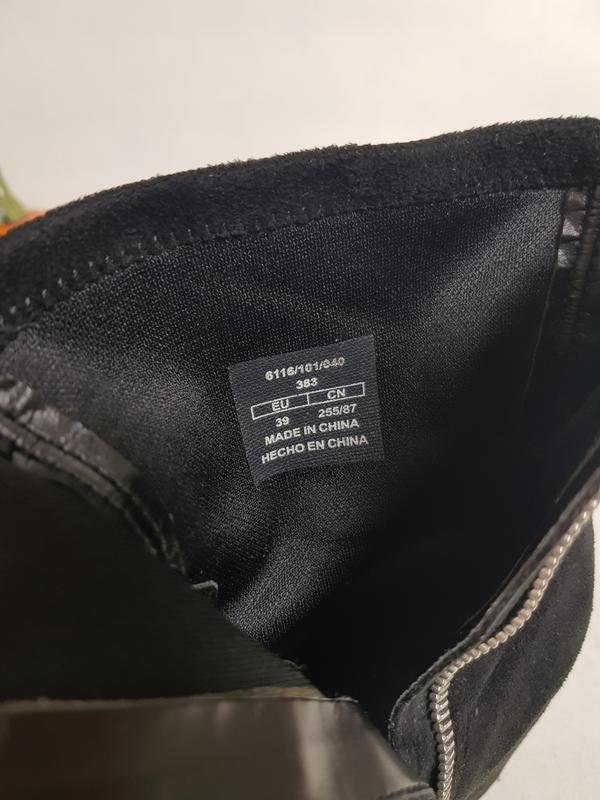 6116/101/040
383
EU CN
39 255/87
MADE IN CHINA
HECHO EN CHINA